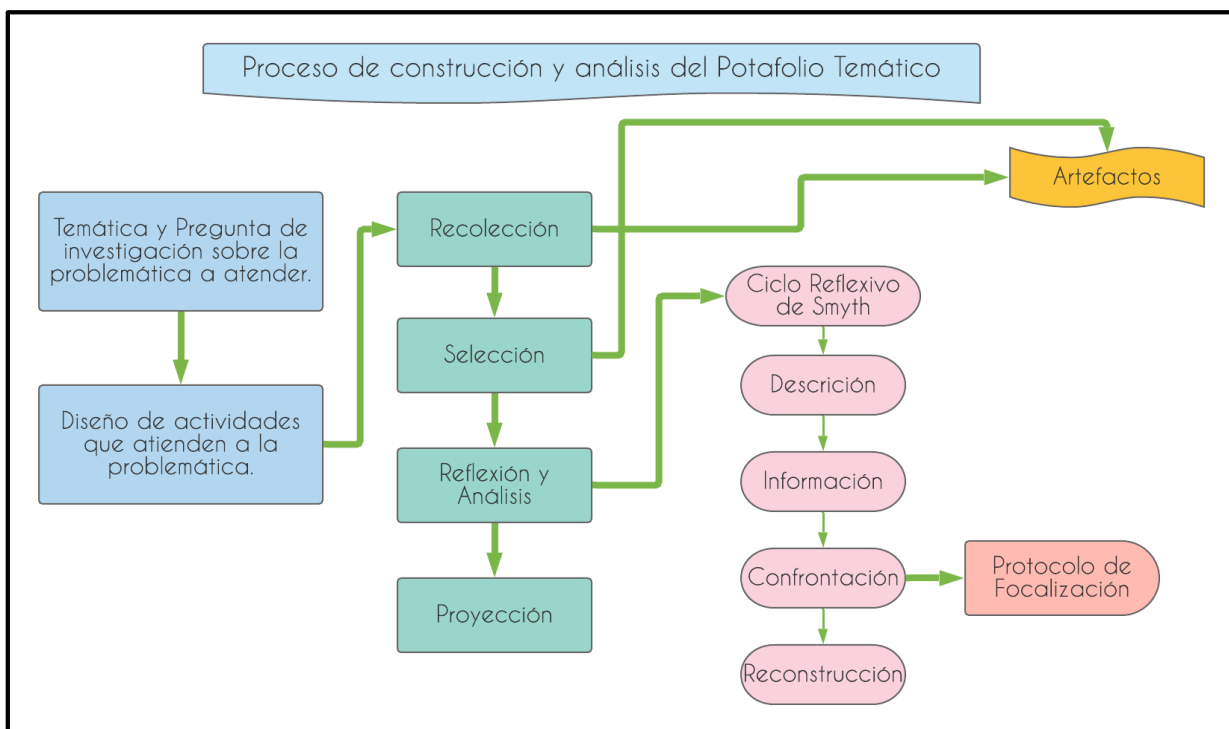 Proceso de construcción y análisis del Potafolio Temático
Artefactos
Temática y Pregunta de
investigación sobre la
problemática a atender.
Diseño de actividades
que atienden a la
problemática.
Recolección
Selección
Reflexión y
Análisis
Proyección
Ciclo Reflexivo
de Smyth
Descrición
Información
Confrontación
Reconstrucción
Protocolo de
Focalización